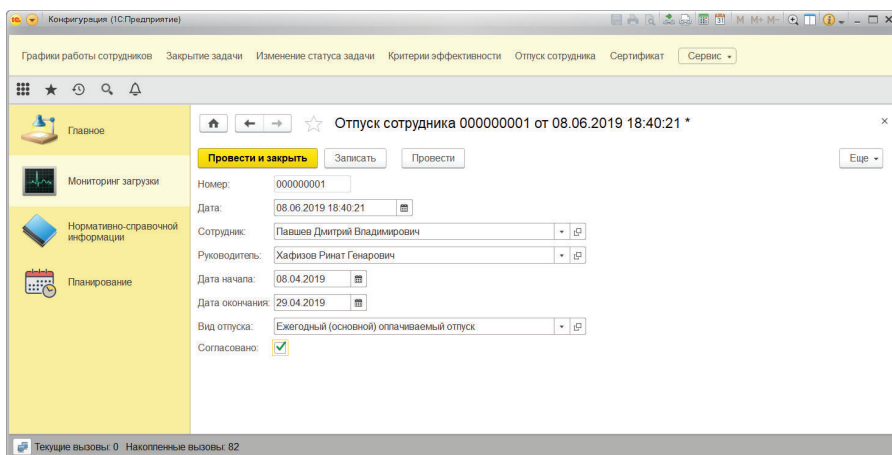 Конфигурация (1С:Предприятие)
M M+ M-
Графики работы сотрудников Закрытие задачи Изменение статуса задачи Критерии эффективности Отпуск сотрудника Сертификат Сервис
Главное
Мониторинг загрузки
Нормативно-справочной
информации
Планирование
Отпуск сотрудника 000000001 от 08.06.2019 18:40:21 *
Провести и закрыть Записать Провести Еще
Номер: 000000001
Дата: 08.06.2019 18:40:21
Сотрудник: Павшев Дмитрий Владимирович
Руководитель: Хафизов Ринат Генарович
Дата начала: 08.04.2019
Дата окончания: 29.04.2019
Вид отпуска: Ежегодный (основной) оплачиваемый отпуск
Согласовано:
Текущие вызовы: 0 Накопленные вызовы: 82